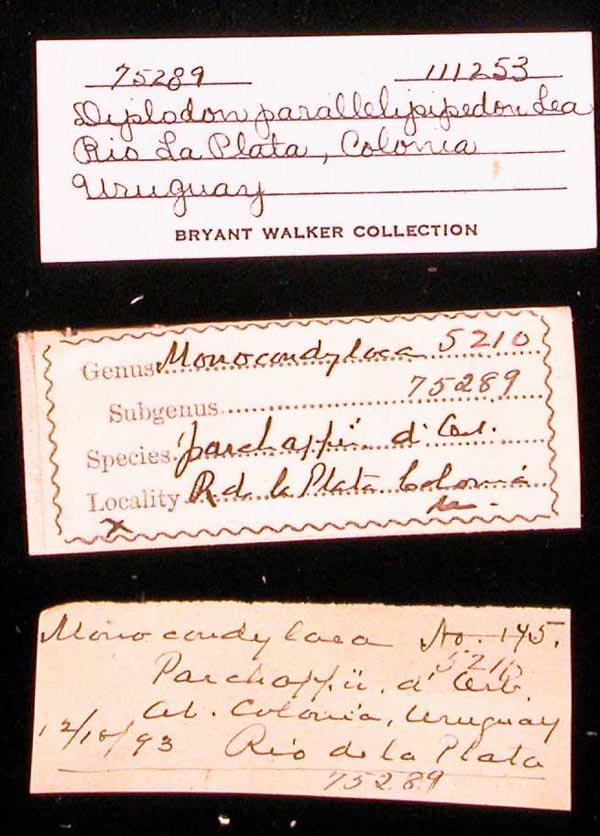 75289 111253
Diplodon parallelipipedon Lea
Rio La Plata, Colonia
Uruguay
BRYANT WALKER COLLECTION
Genus Monocondylaea 5210
Subgenus 75289
Species parchappii d'Or.
Locality R d. la Plata Colonia
x
Monocondylaea No. 145.
5210
Parchappii, d'Orb.
At. Colonia, Uruguay
12/18/93 Rio de la Plata
75289